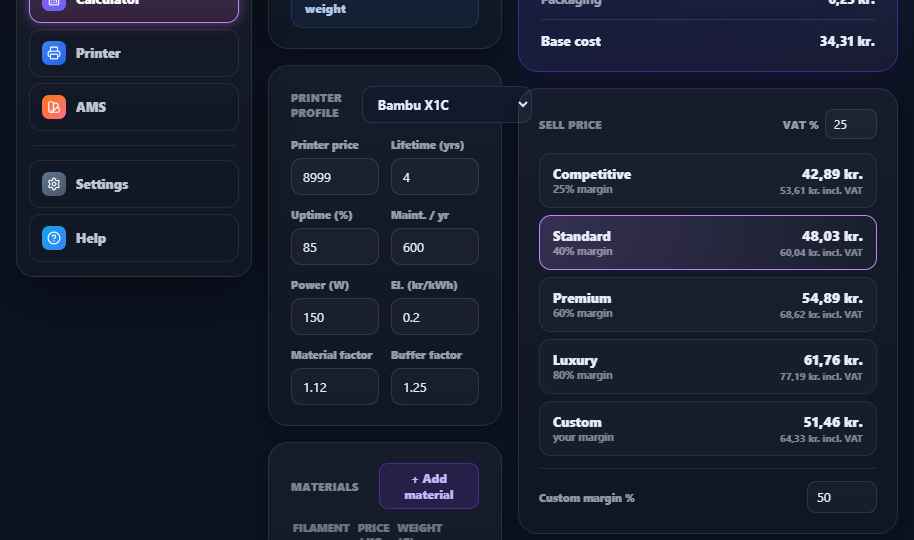 Calculator
Printer
AMS
Settings
Help
weight
PRINTER
PROFILE
Bambu X1C
Printer price
Lifetime (yrs)
8999
4
Uptime (%)
Maint. / yr
85
600
Power (W)
El. (kr/kWh)
150
0.2
Material factor
Buffer factor
1.12
1.25
MATERIALS
+ Add
material
FILAMENT PRICE WEIGHT
Packaging
6,25 kr.
Base cost
34,31 kr.
SELL PRICE
VAT %
25
Competitive
42,89 kr.
25% margin
53,61 kr. incl. VAT
Standard
48,03 kr.
40% margin
60,04 kr. incl. VAT
Premium
54,89 kr.
60% margin
68,62 kr. incl. VAT
Luxury
61,76 kr.
80% margin
77,19 kr. incl. VAT
Custom
51,46 kr.
your margin
64,33 kr. incl. VAT
Custom margin %
50